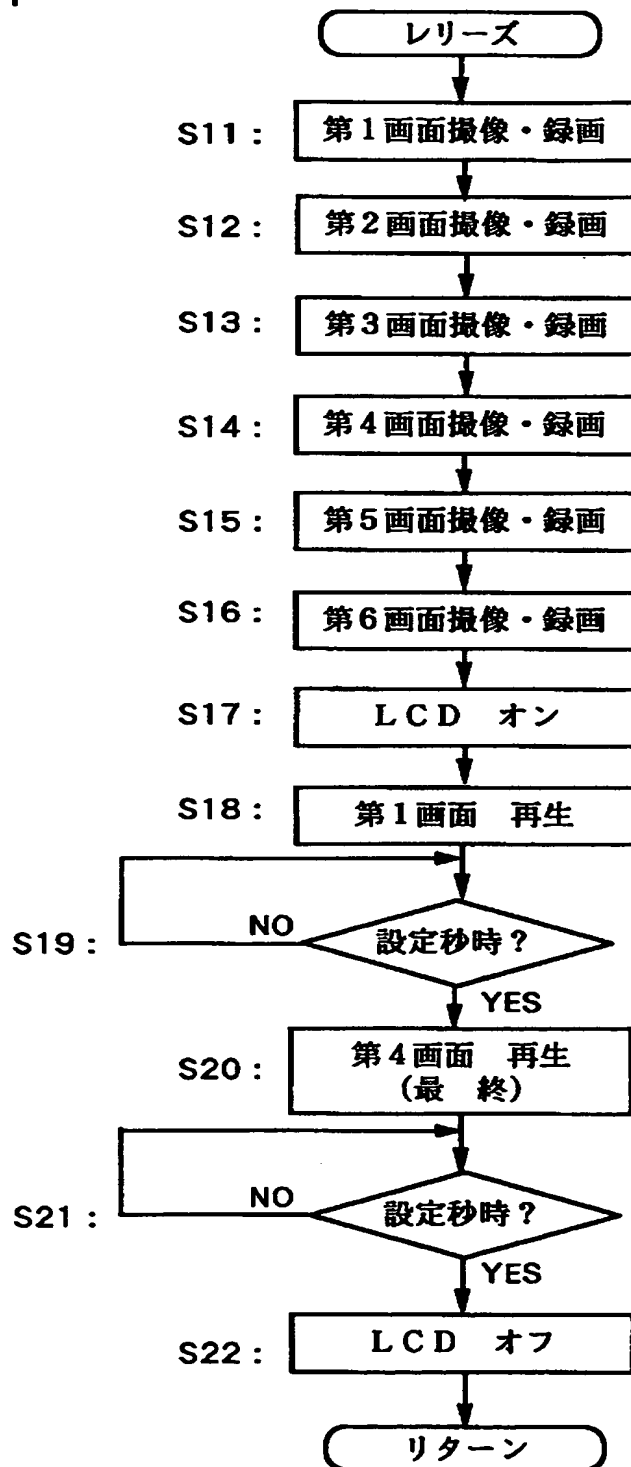 レリーズ
S11： 第1画面撮像・録画
S12： 第2画面撮像・録画
S13： 第3画面撮像・録画
S14： 第4画面撮像・録画
S15： 第5画面撮像・録画
S16： 第6画面撮像・録画
S17： LCD オン
S18： 第1画面 再生
S19： NO 設定秒時？
YES
S20： 第4画面 再生
(最 終)
S21： NO 設定秒時？
YES
S22： LCD オフ
リターン